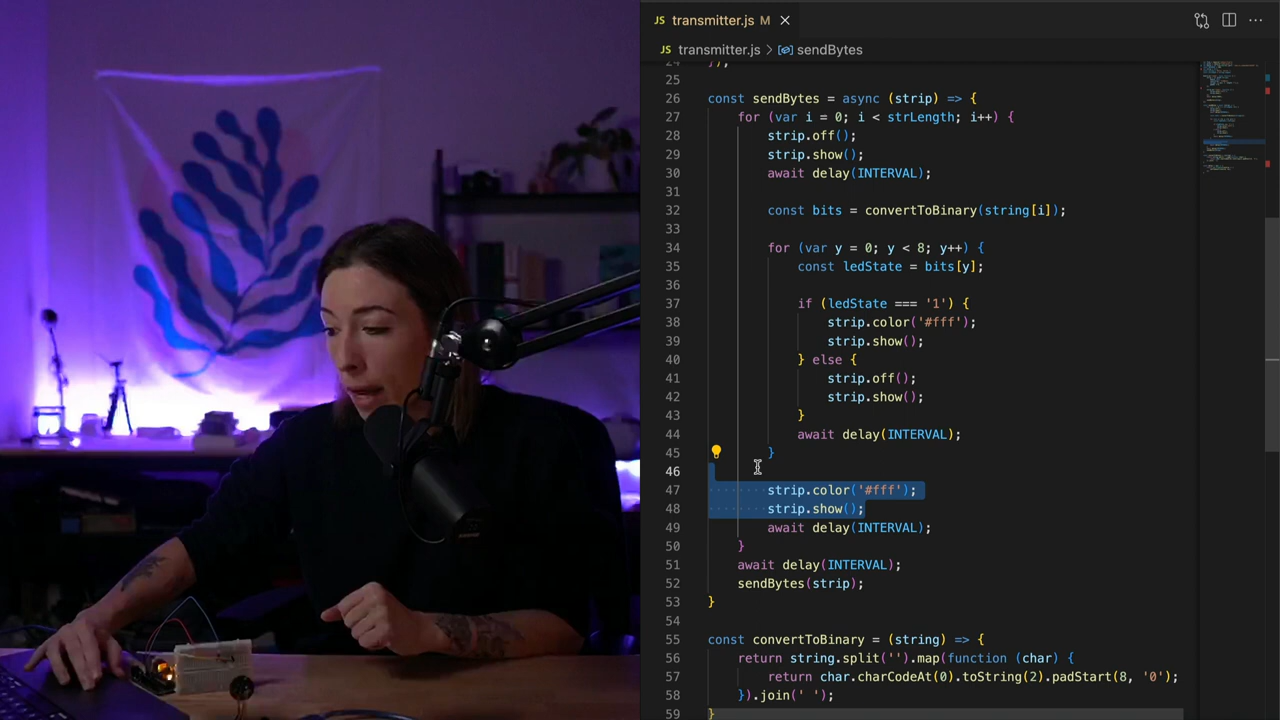 JS transmitter.js M
JS transmitter.js > sendBytes
24 });
25
26 const sendBytes = async (strip) => {
27 for (var i = 0; i < strLength; i++) {
28 strip.off();
29 strip.show();
30 await delay(INTERVAL);
31
32 const bits = convertToBinary(string[i]);
33
34 for (var y = 0; y < 8; y++) {
35 const ledState = bits[y];
36
37 if (ledState === '1') {
38 strip.color('#fff');
39 strip.show();
40 } else {
41 strip.off();
42 strip.show();
43 }
44 await delay(INTERVAL);
45 }
46
47 strip.color('#fff');
48 strip.show();
49 await delay(INTERVAL);
50 }
51 await delay(INTERVAL);
52 sendBytes(strip);
53 }
54
55 const convertToBinary = (string) => {
56 return string.split('').map(function (char) {
57 return char.charCodeAt(0).toString(2).padStart(8, '0');
58 }).join(' ');
59 }